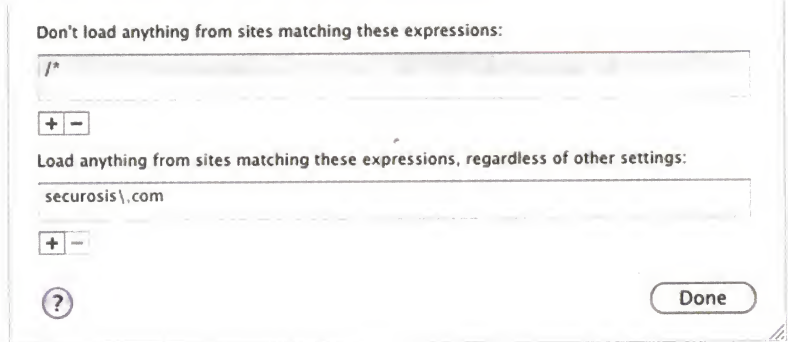 Don't load anything from sites matching these expressions:
/*
+ −
Load anything from sites matching these expressions, regardless of other settings:
securosis\.com
+ −
?
Done